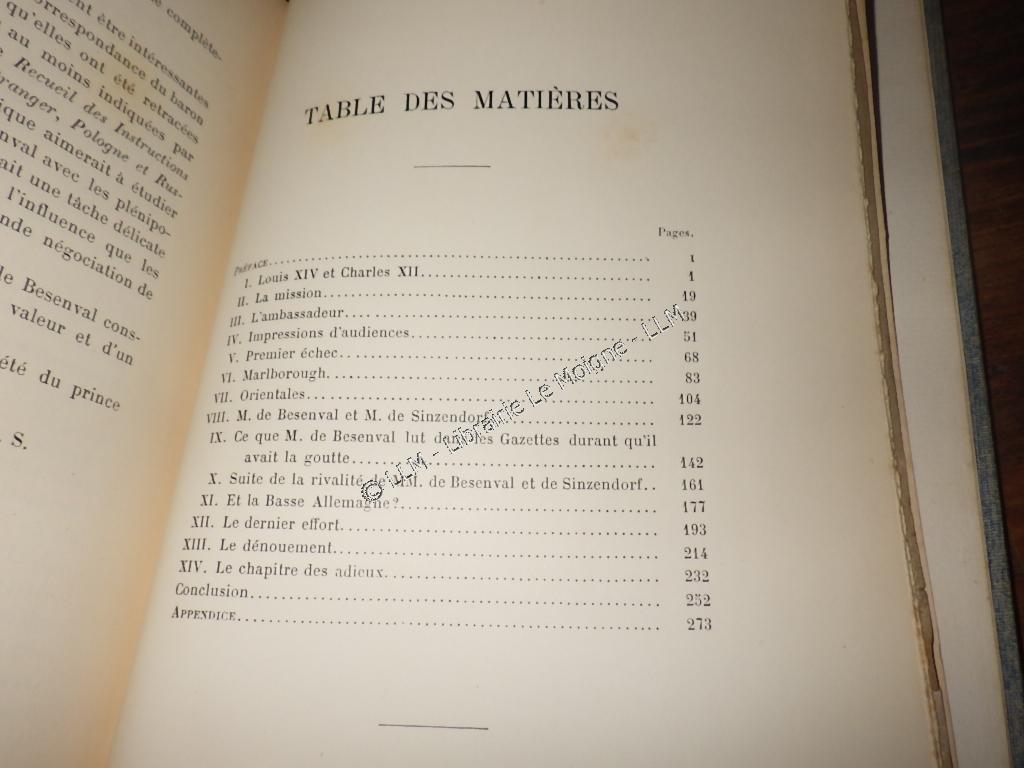 complète-
ent être intéressantes
orrespondance du baron
qu'elles ont été retracées
au moins indiquées par
Recueil des Instructions
ranger, Pologne et Rus-
ique aimerait à étudier
nval avec les plénipo-
ait une tâche délicate
l'influence que les
nde négociation de
de Besenval cons-
valeur et d'un
été du prince
S.
TABLE DES MATIÈRES
Pages.
PRÉFACE 1
I. Louis XIV et Charles XII 1
II. La mission 19
III. L'ambassadeur 39
IV. Impressions d'audiences 51
V. Premier échec 68
VI. Marlborough 83
VII. Orientales 104
VIII. M. de Besenval et M. de Sinzendorf 122
IX. Ce que M. de Besenval lut dans les Gazettes durant qu'il
avait la goutte 142
X. Suite de la rivalité de MM. de Besenval et de Sinzendorf 161
XI. Et la Basse Allemagne? 177
XII. Le dernier effort 193
XIII. Le dénouement 214
XIV. Le chapitre des adieux 232
Conclusion 252
APPENDICE 273
© LLM - Librairie Le Moigne - LLM